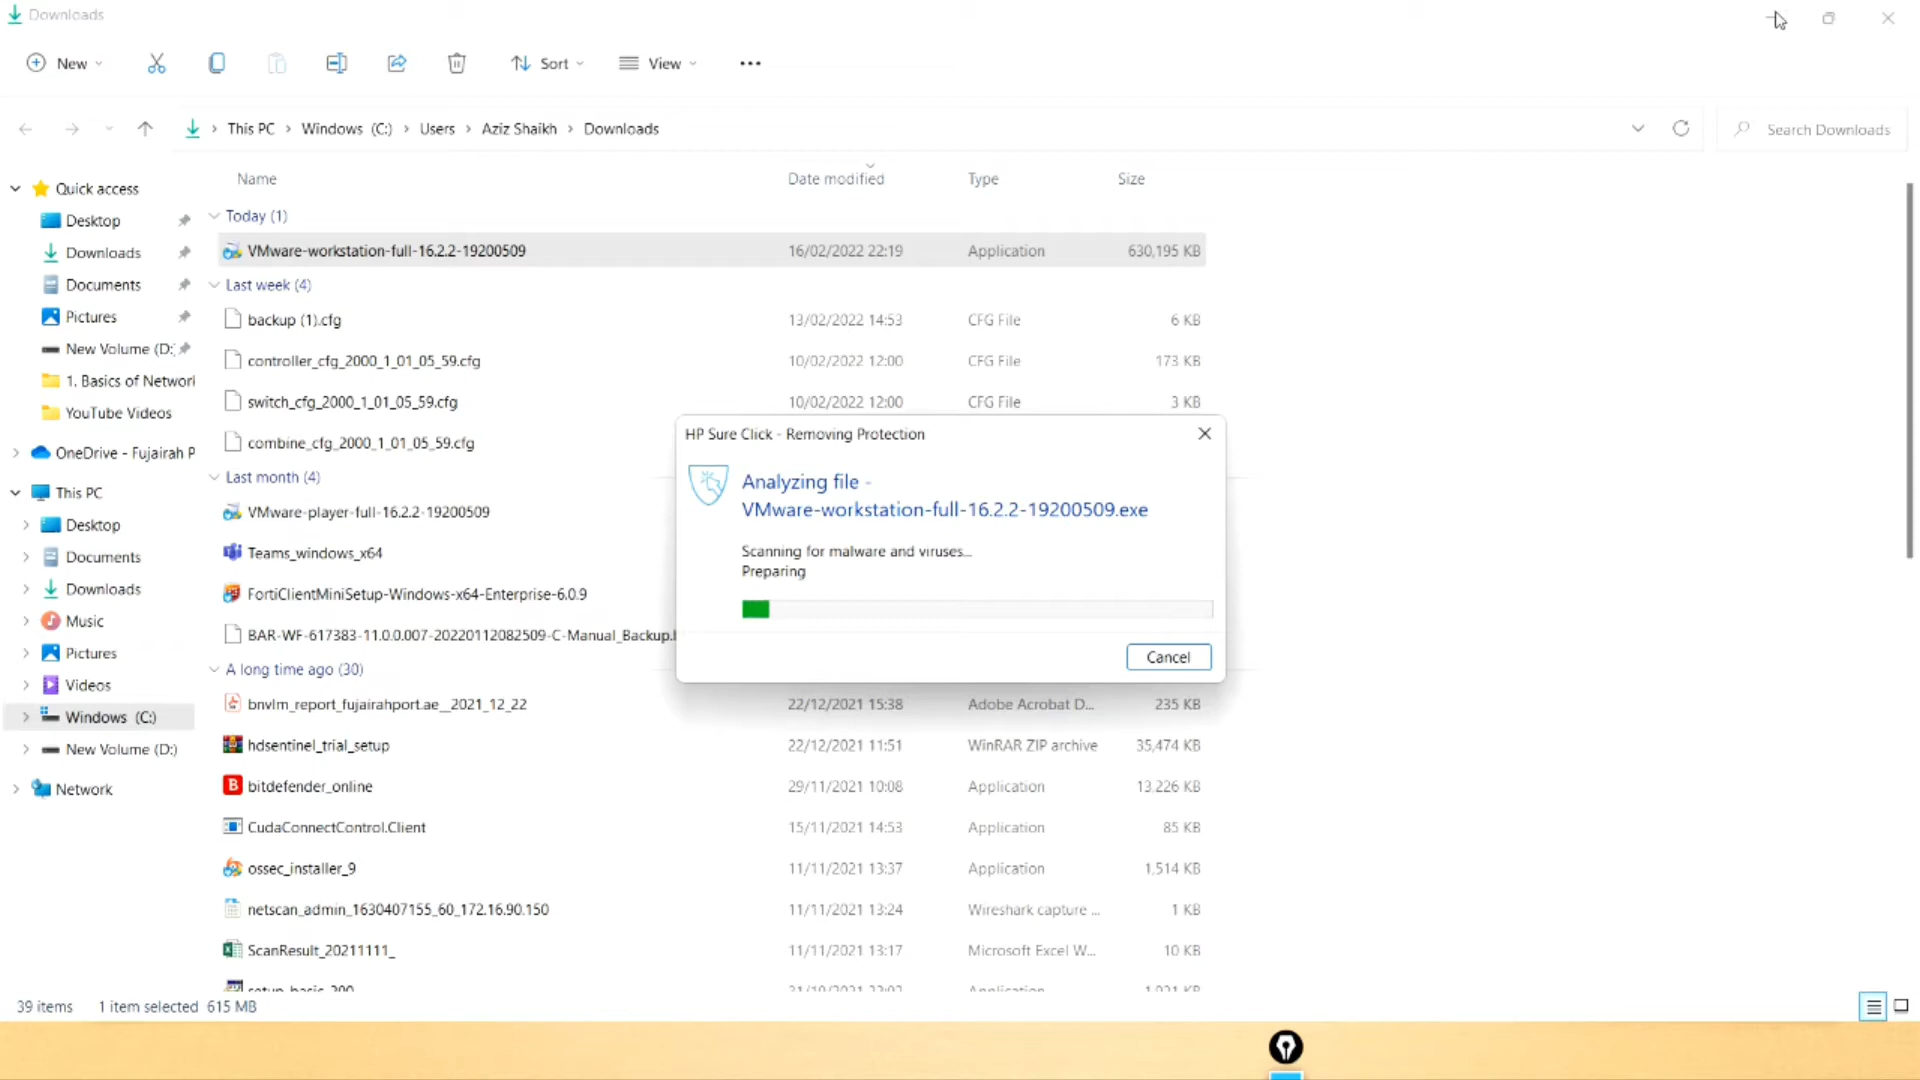 Downloads
New
Sort
View
This PC > Windows (C:) > Users > Aziz Shaikh > Downloads
Search Downloads
Name Date modified Type Size
Quick access
Desktop
Downloads
Documents
Pictures
New Volume (D:
1. Basics of Networ
YouTube Videos
OneDrive - Fujairah P
This PC
Desktop
Documents
Downloads
Music
Pictures
Videos
Windows (C:)
New Volume (D:)
Network
Today (1)
VMware-workstation-full-16.2.2-19200509 16/02/2022 22:19 Application 630,195 KB
Last week (4)
backup (1).cfg 13/02/2022 14:53 CFG File 6 KB
controller_cfg_2000_1_01_05_59.cfg 10/02/2022 12:00 CFG File 173 KB
switch_cfg_2000_1_01_05_59.cfg 10/02/2022 12:00 CFG File 3 KB
combine_cfg_2000_1_01_05_59.cfg
Last month (4)
VMware-player-full-16.2.2-19200509
Teams_windows_x64
FortiClientMiniSetup-Windows-x64-Enterprise-6.0.9
BAR-WF-617383-11.0.0.007-20220112082509-C-Manual_Backup.
A long time ago (30)
bnvlm_report_fujairahport.ae__2021_12_22 22/12/2021 15:38 Adobe Acrobat D... 235 KB
hdsentinel_trial_setup 22/12/2021 11:51 WinRAR ZIP archive 35,474 KB
bitdefender_online 29/11/2021 10:08 Application 13,226 KB
CudaConnectControl.Client 15/11/2021 14:53 Application 85 KB
ossec_installer_9 11/11/2021 13:37 Application 1,514 KB
netscan_admin_1630407155_60_172.16.90.150 11/11/2021 13:24 Wireshark capture ... 1 KB
ScanResult_20211111_ 11/11/2021 13:17 Microsoft Excel W... 10 KB
HP Sure Click - Removing Protection
Analyzing file -
VMware-workstation-full-16.2.2-19200509.exe
Scanning for malware and viruses...
Preparing
Cancel
39 items 1 item selected 615 MB